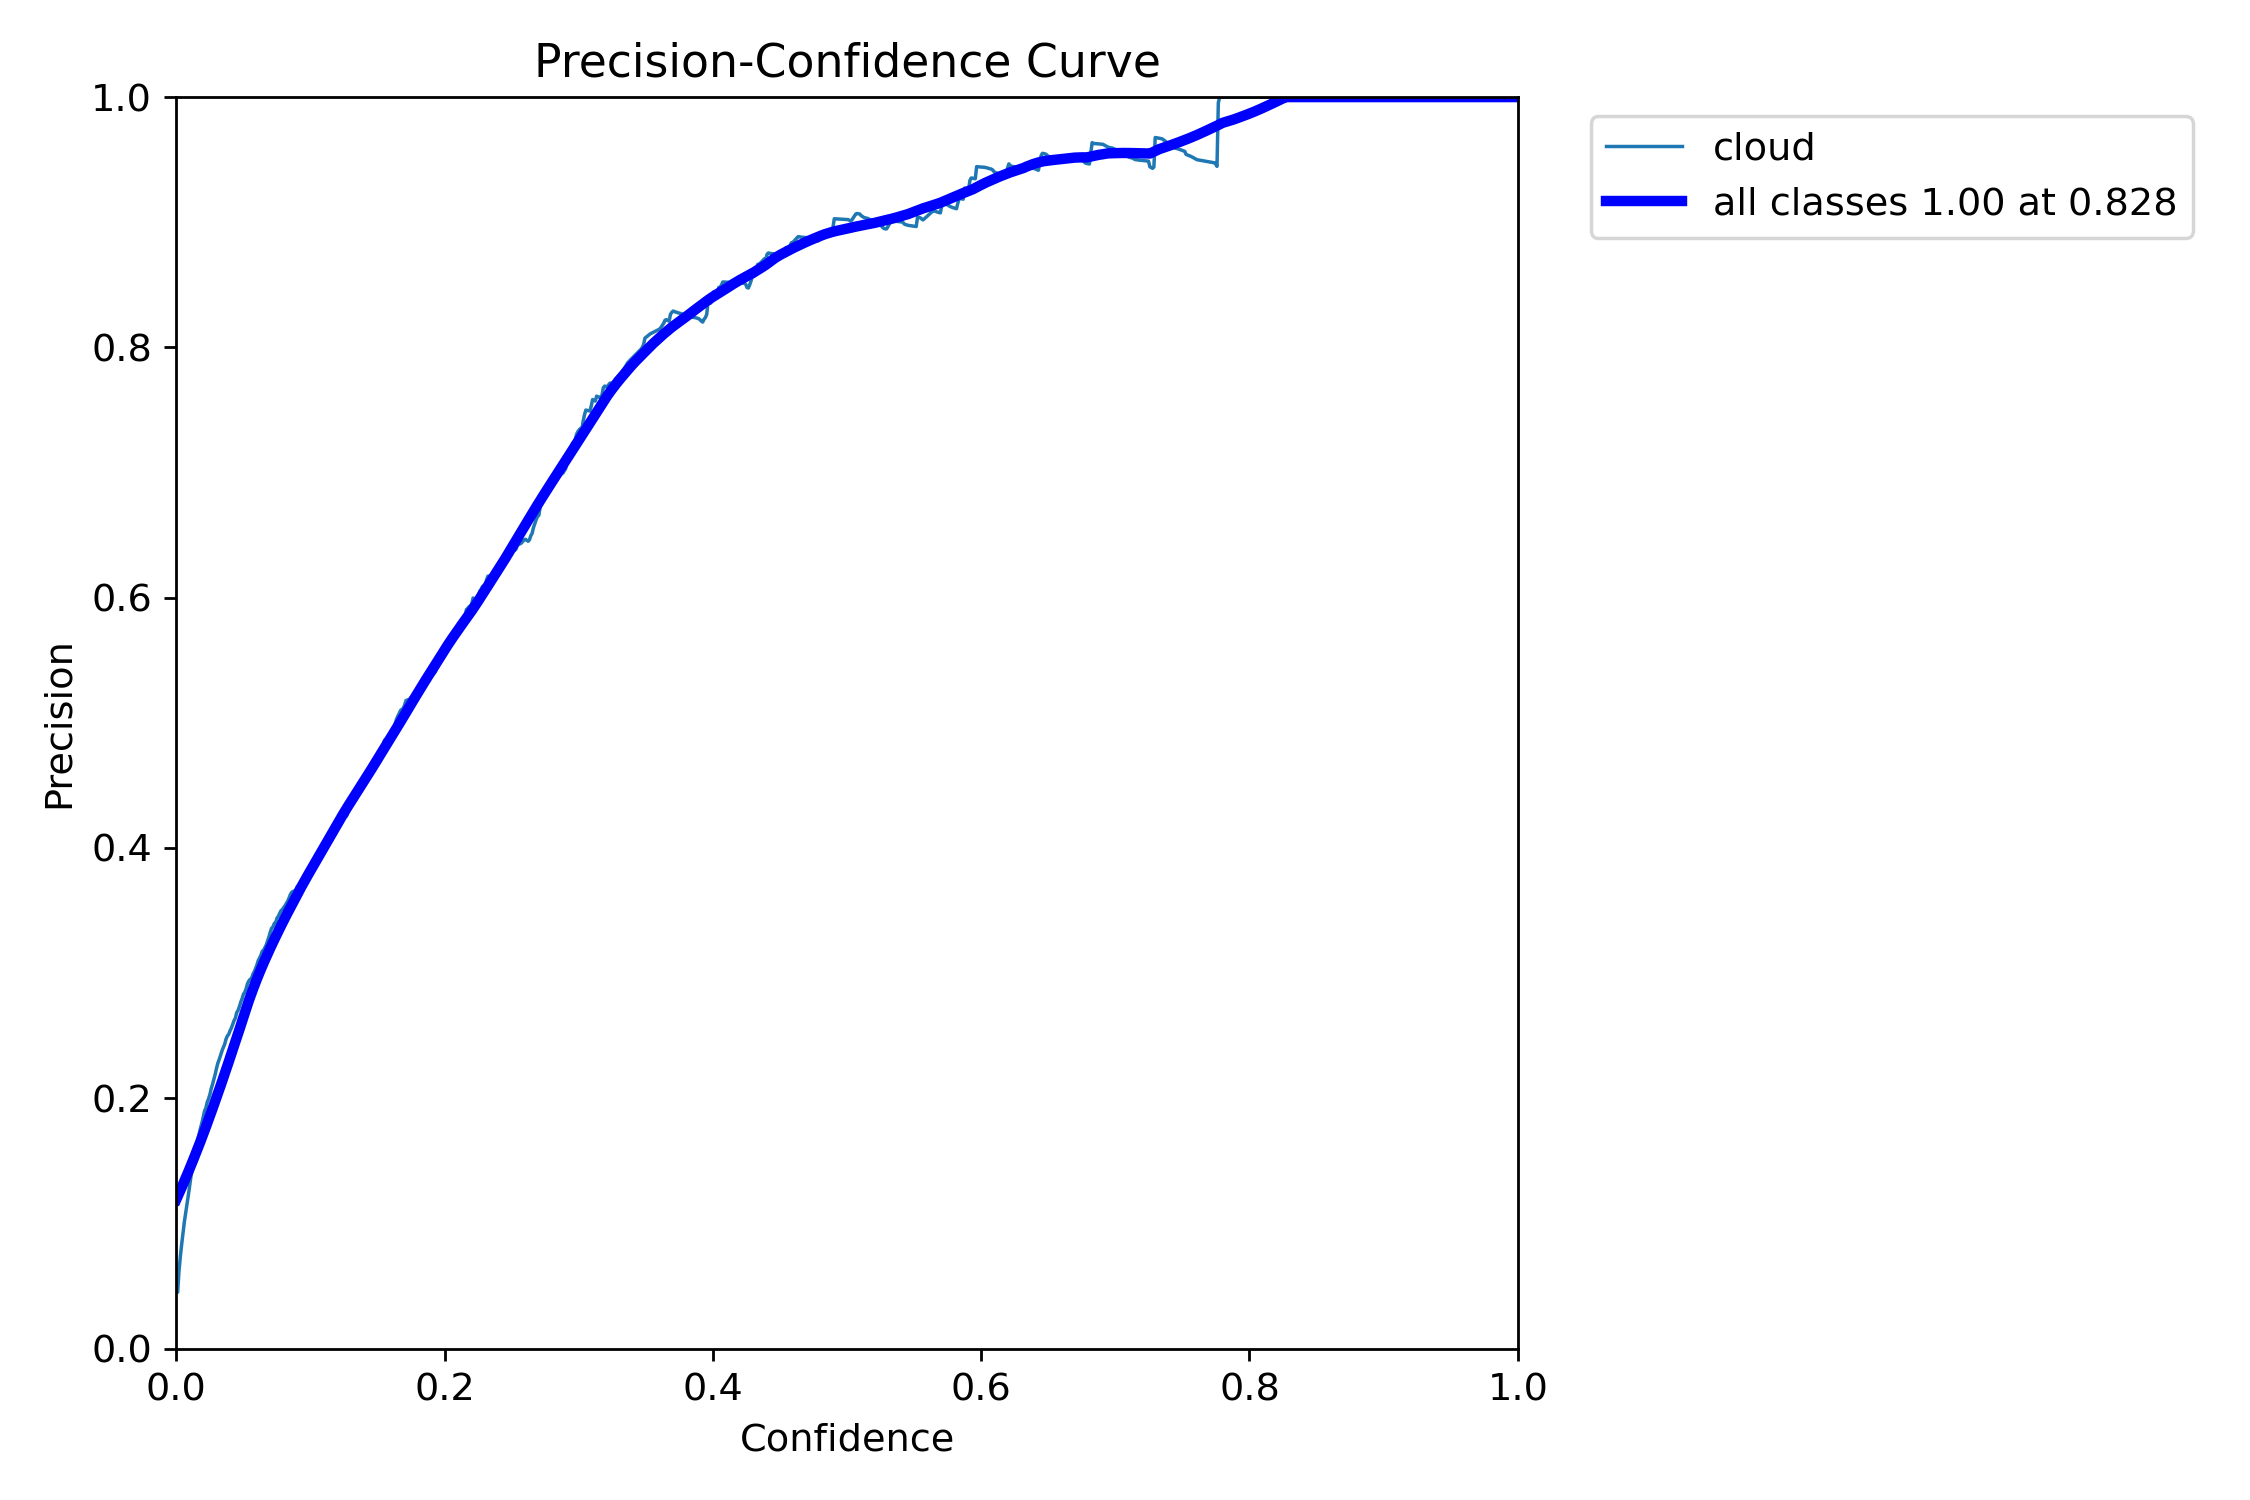 Precision-Confidence Curve
1.0
0.8
0.6
0.4
0.2
0.0
Precision
0.0 0.2 0.4 0.6 0.8 1.0
Confidence
cloud
all classes 1.00 at 0.828